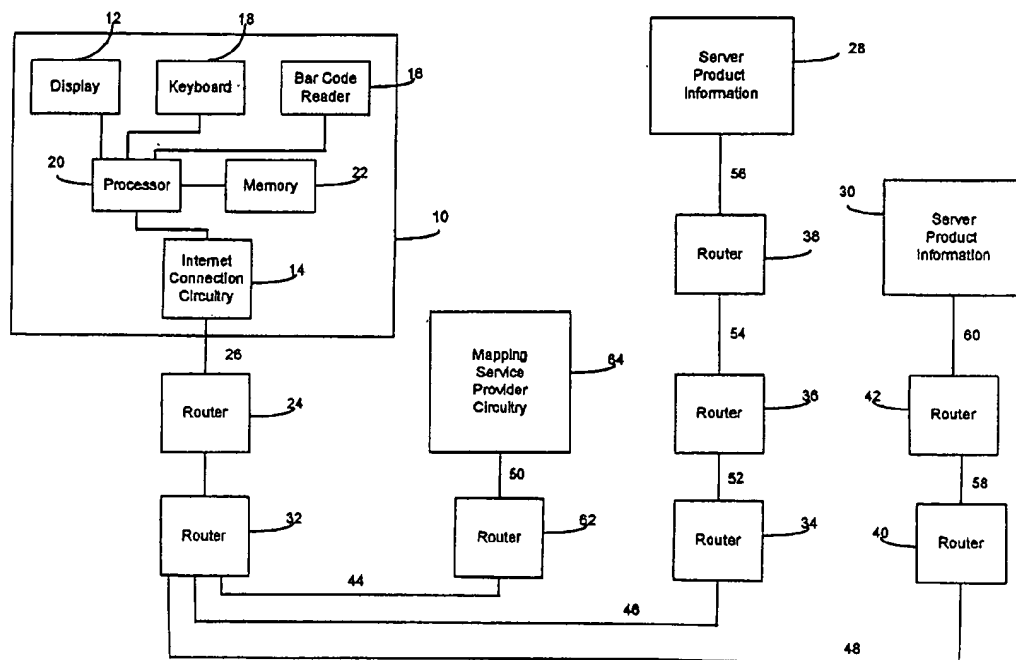 12
18
Display
Keyboard
Bar Code
Reader
16
20
Processor
Memory
22
10
Internet
Connection
Circuitry
14
26
Router
24
Router
32
44
46
48
Mapping
Service
Provider
Circuitry
64
50
Router
62
Server
Product
Information
28
56
Router
38
54
Router
36
52
Router
34
30
Server
Product
Information
60
42
Router
58
40
Router